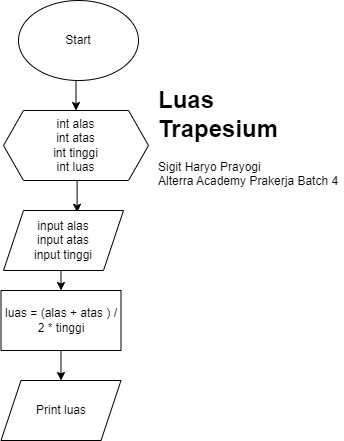 Start
int alas
int atas
int tinggi
int luas
Luas
Trapesium
Sigit Haryo Prayogi
Alterra Academy Prakerja Batch 4
input alas
input atas
input tinggi
luas = (alas + atas ) /
2 * tinggi
Print luas